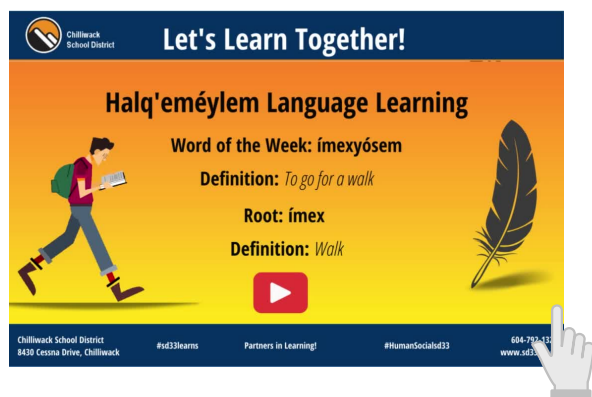 Chilliwack
School District
Let's Learn Together!
Halq'eméylem Language Learning
Word of the Week: ímexyósem
Definition: To go for a walk
Root: ímex
Definition: Walk
Chilliwack School District
8430 Cessna Drive, Chilliwack
#sd33learns
Partners in Learning!
#HumanSocialsd33